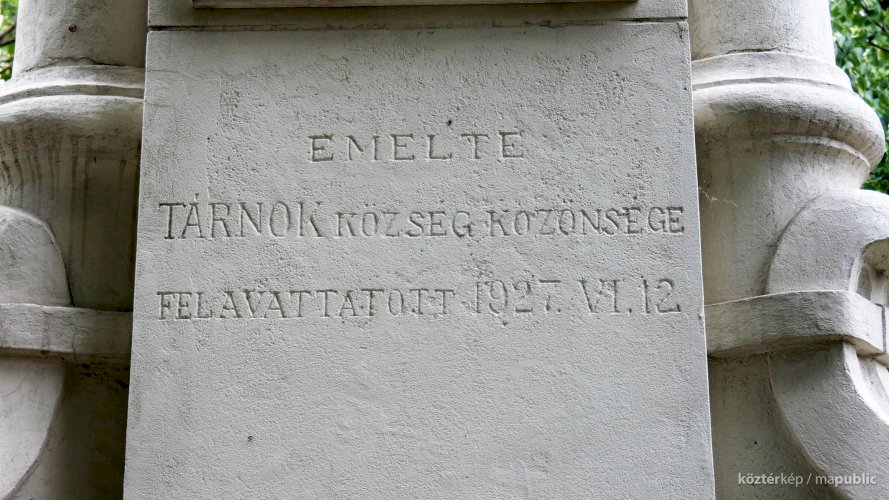 EMELTE
TÁRNOK KÖZSÉG KÖZÖNSÉGE
FELAVATTATOTT 1927. VI. 12
köztérkép / mapublic